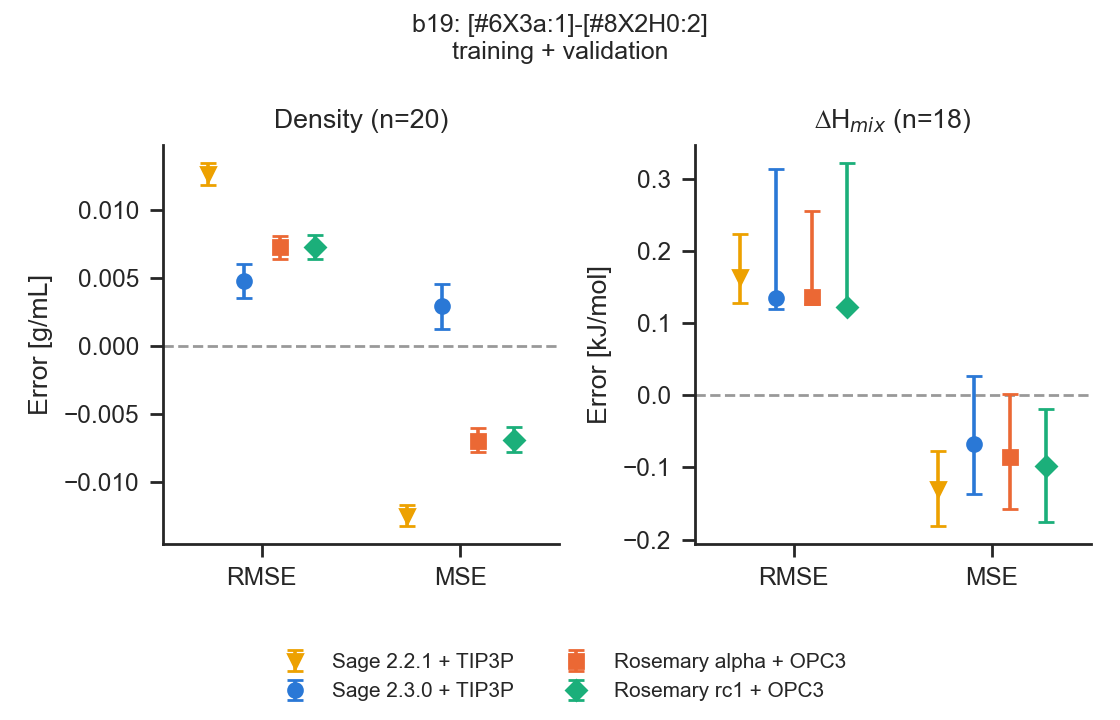 b19: [#6X3a:1]-[#8X2H0:2]
training + validation
Density (n=20)
Error [g/mL]
0.010
0.005
0.000
−0.005
−0.010
RMSE
MSE
ΔHmix (n=18)
Error [kJ/mol]
0.3
0.2
0.1
0.0
−0.1
−0.2
RMSE
MSE
Sage 2.2.1 + TIP3P
Sage 2.3.0 + TIP3P
Rosemary alpha + OPC3
Rosemary rc1 + OPC3